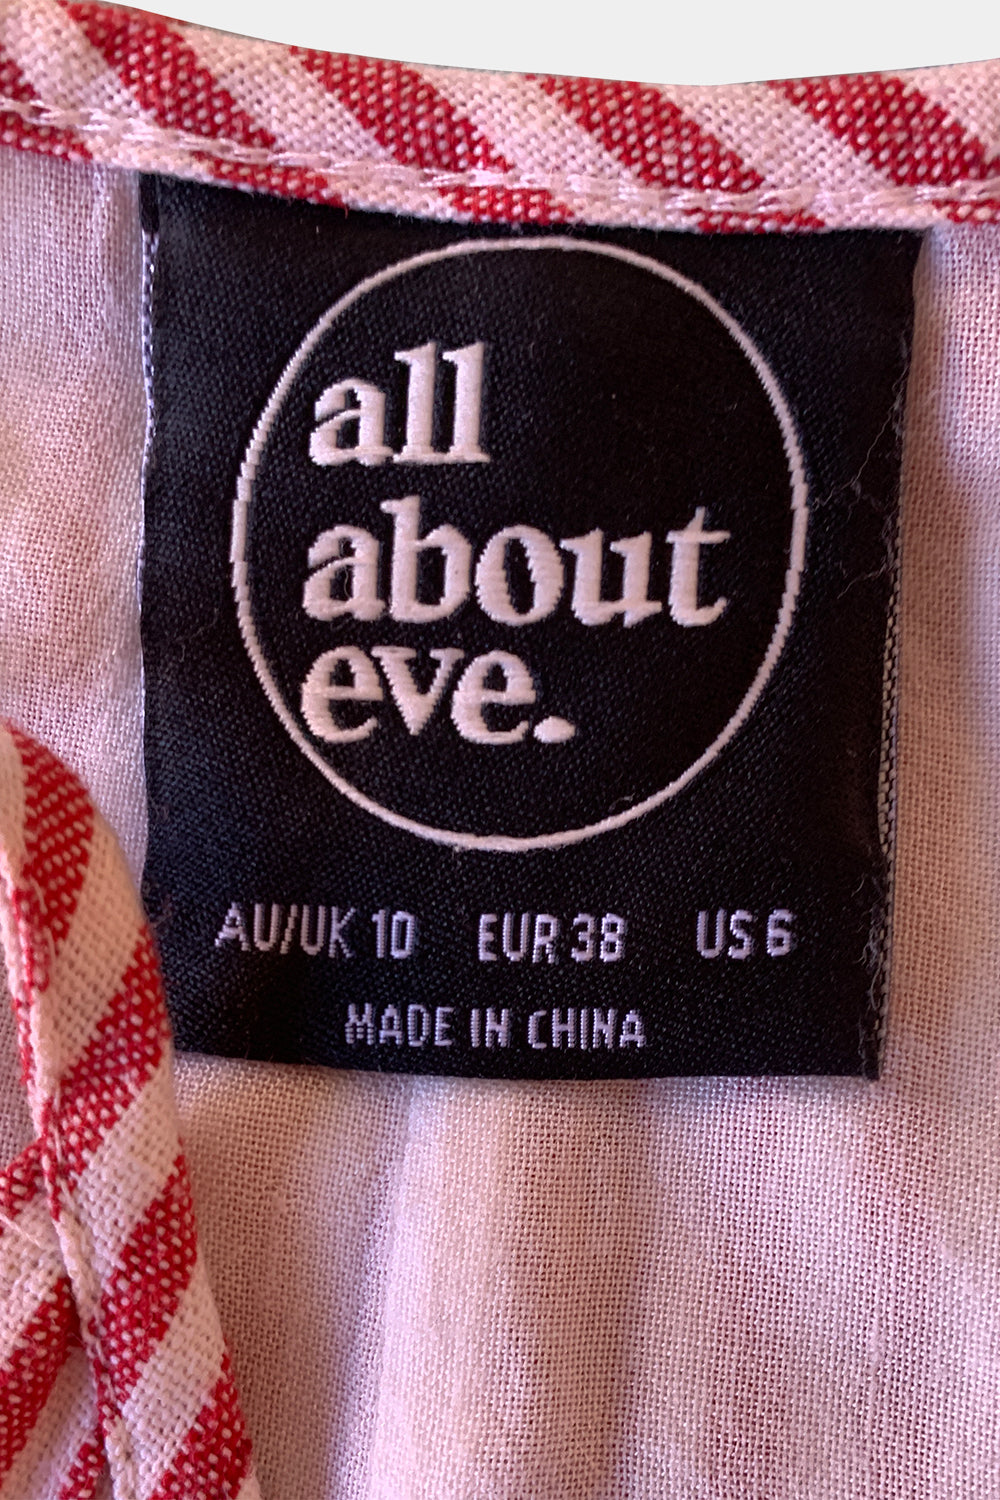 all
about
eve.
AU/UK 10 EUR 38 US 6
MADE IN CHINA